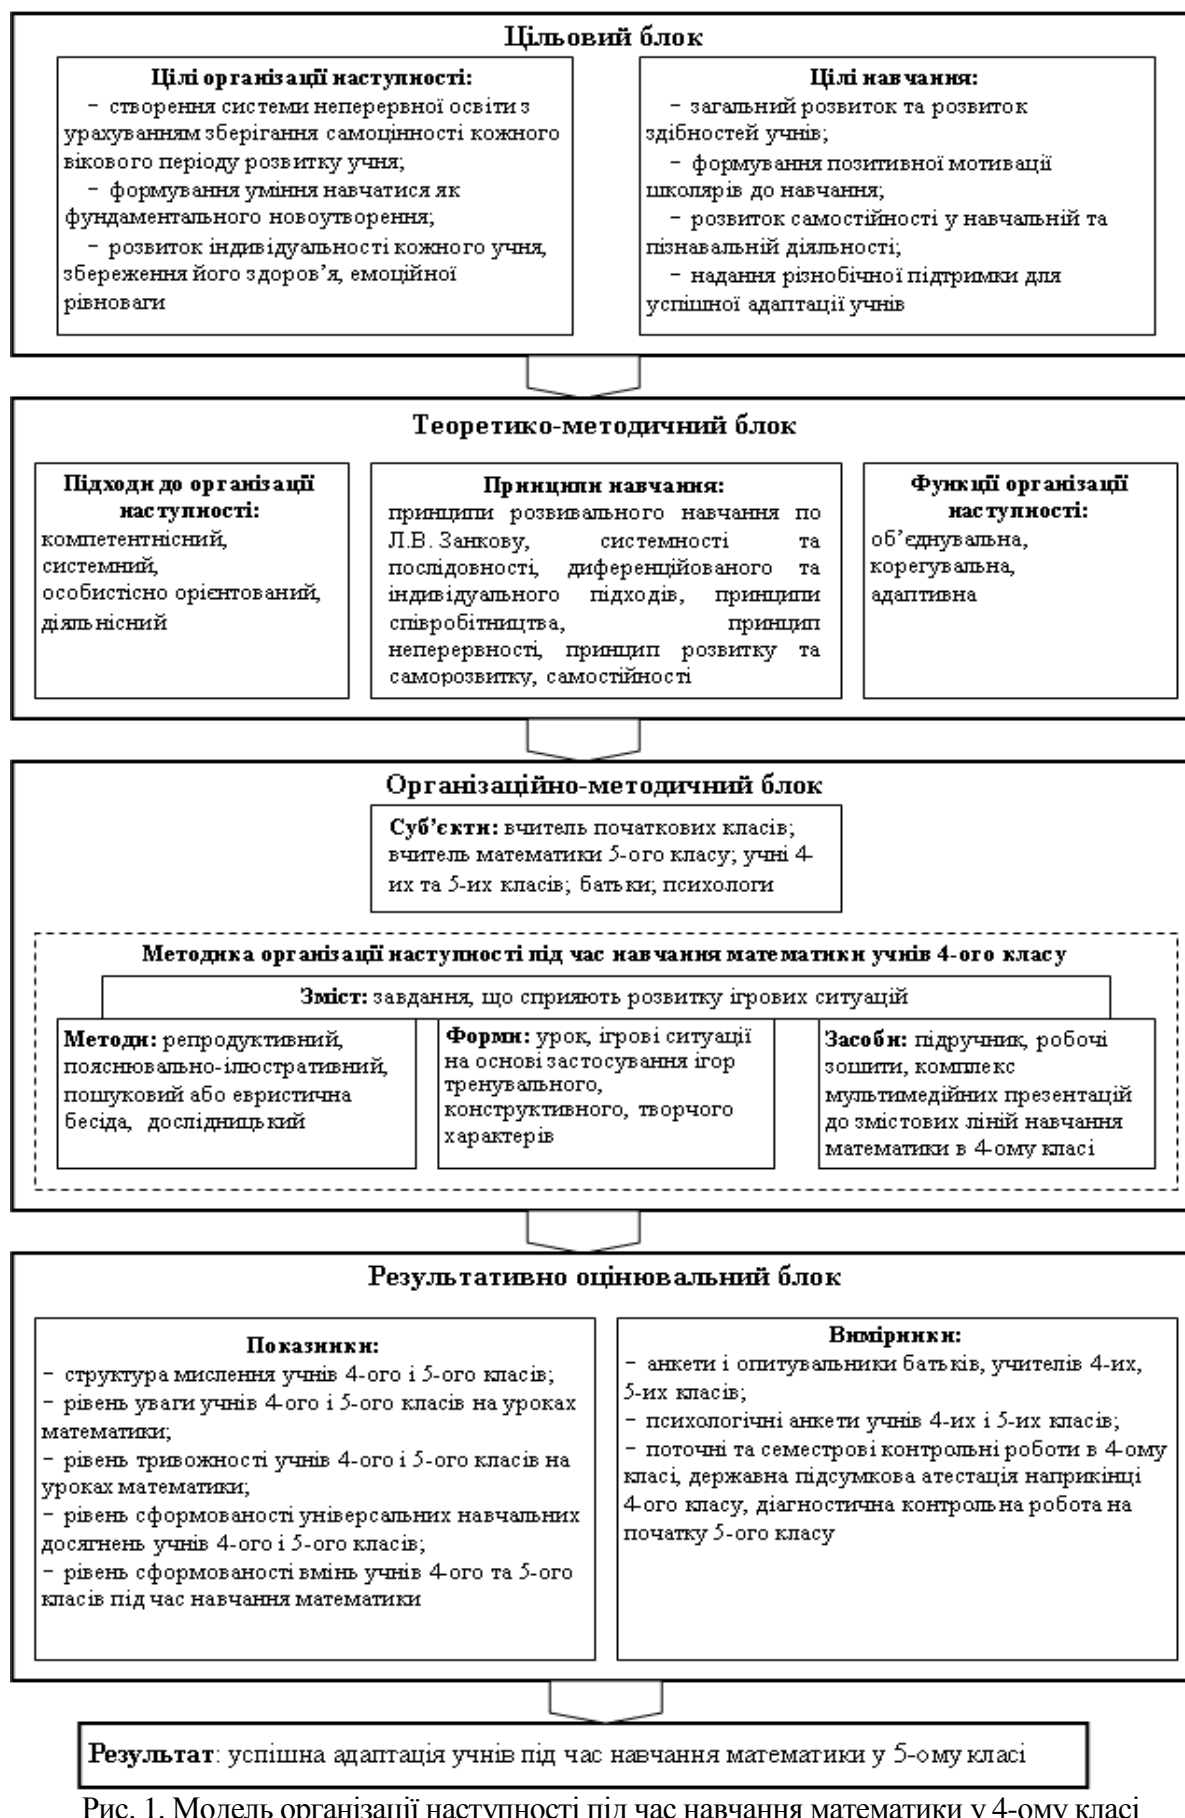 Цільовий блок
Цілі організації наступності:
− створення системи неперервної освіти з
урахуванням зберігання самоцінності кожного
вікового періоду розвитку учня;
− формування уміння навчатися як
фундаментального новоутворення;
− розвиток індивідуальності кожного учня,
збереження його здоров’я, емоційної
рівноваги
Цілі навчання:
− загальний розвиток та розвиток
здібностей учнів;
− формування позитивної мотивації
школярів до навчання;
− розвиток самостійності у навчальній та
пізнавальній діяльності;
− надання різнобічної підтримки для
успішної адаптації учнів
Теоретико-методичний блок
Підходи до організації
наступності:
компетентнісний,
системний,
особистісно орієнтований,
діяльнісний
Принципи навчання:
принципи розвивального навчання по
Л.В. Занкову, системності та
послідовності, диференційованого та
індивідуального підходів, принципи
співробітництва, принцип
неперервності, принцип розвитку та
саморозвитку, самостійності
Функції організації
наступності:
об’єднувальна,
корегувальна,
адаптивна
Організаційно-методичний блок
Суб’єкти: вчитель початкових класів;
вчитель математики 5-ого класу; учні 4-
их та 5-их класів; батьки; психологи
Методика організації наступності під час навчання математики учнів 4-ого класу
Зміст: завдання, що сприяють розвитку ігрових ситуацій
Методи: репродуктивний,
пояснювально-ілюстративний,
пошуковий або евристична
бесіда, дослідницький
Форми: урок, ігрові ситуації
на основі застосування ігор
тренувального,
конструктивного, творчого
характерів
Засоби: підручник, робочі
зошити, комплекс
мультимедійних презентацій
до змістових ліній навчання
математики в 4-ому класі
Результативно оцінювальний блок
Показники:
− структура мислення учнів 4-ого і 5-ого класів;
− рівень уваги учнів 4-ого і 5-ого класів на уроках
математики;
− рівень тривожності учнів 4-ого і 5-ого класів на
уроках математики;
− рівень сформованості універсальних навчальних
досягнень учнів 4-ого і 5-ого класів;
− рівень сформованості вмінь учнів 4-ого та 5-ого
класів під час навчання математики
Вимірники:
− анкети і опитувальники батьків, учителів 4-их,
5-их класів;
− психологічні анкети учнів 4-их і 5-их класів;
− поточні та семестрові контрольні роботи в 4-ому
класі, державна підсумкова атестація наприкінці
4-ого класу, діагностична контрольна робота на
початку 5-ого класу
Результат: успішна адаптація учнів під час навчання математики у 5-ому класі
Рис. 1. Модель організації наступності під час навчання математики у 4-ому класі